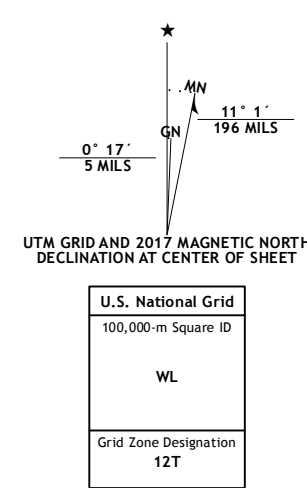 ★
MN
GN
11° 1´
196 MILS
0° 17´
5 MILS
UTM GRID AND 2017 MAGNETIC NORTH
DECLINATION AT CENTER OF SHEET
U.S. National Grid
100,000-m Square ID
WL
Grid Zone Designation
12T